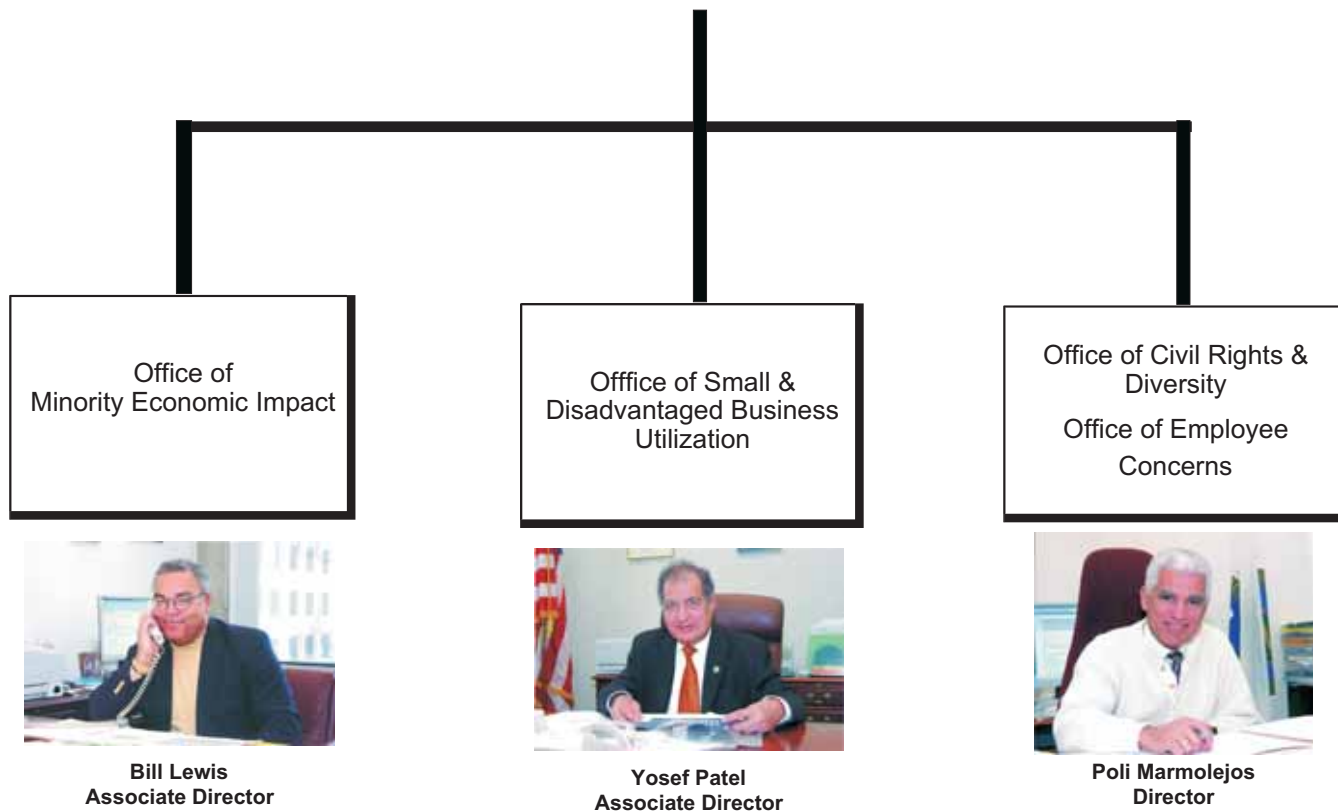 Office of
Minority Economic Impact
Offfice of Small &
Disadvantaged Business
Utilization
Office of Civil Rights &
Diversity
Office of Employee
Concerns
Bill Lewis
Associate Director
Yosef Patel
Associate Director
Poli Marmolejos
Director